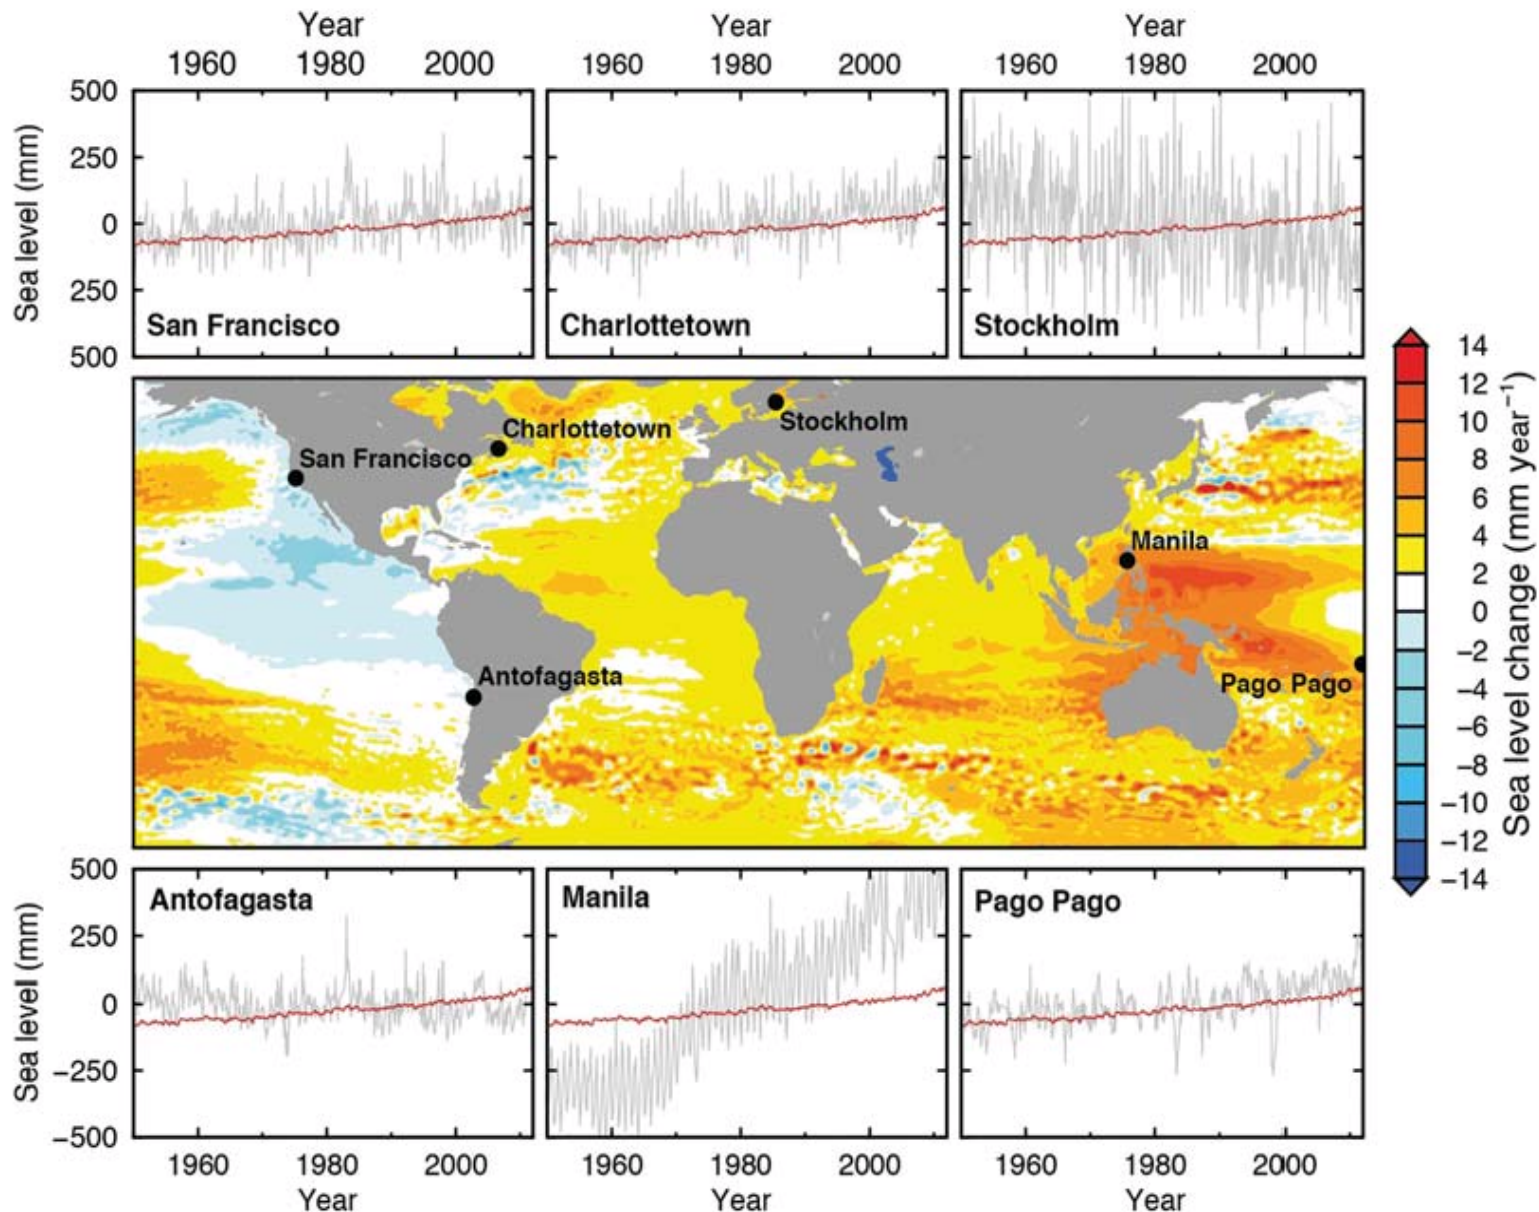 Year Year Year
1960 1980 2000 1960 1980 2000 1960 1980 2000
500
250
0
250
500
Sea level (mm)
San Francisco Charlottetown Stockholm
Charlottetown
Stockholm
San Francisco
Manila
Antofagasta
Pago Pago
14
12
10
8
6
4
2
0
−2
−4
−6
−8
−10
−12
−14
Sea level change (mm year−1)
500
250
0
−250
−500
Sea level (mm)
Antofagasta Manila Pago Pago
1960 1980 2000 1960 1980 2000 1960 1980 2000
Year Year Year